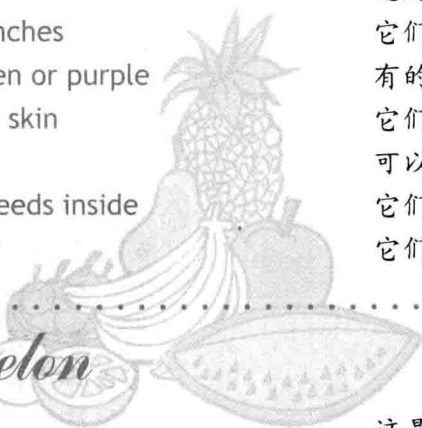 nches
en or purple
skin
eeds inside
elon
它们
有的
它们
可以
它们
它们